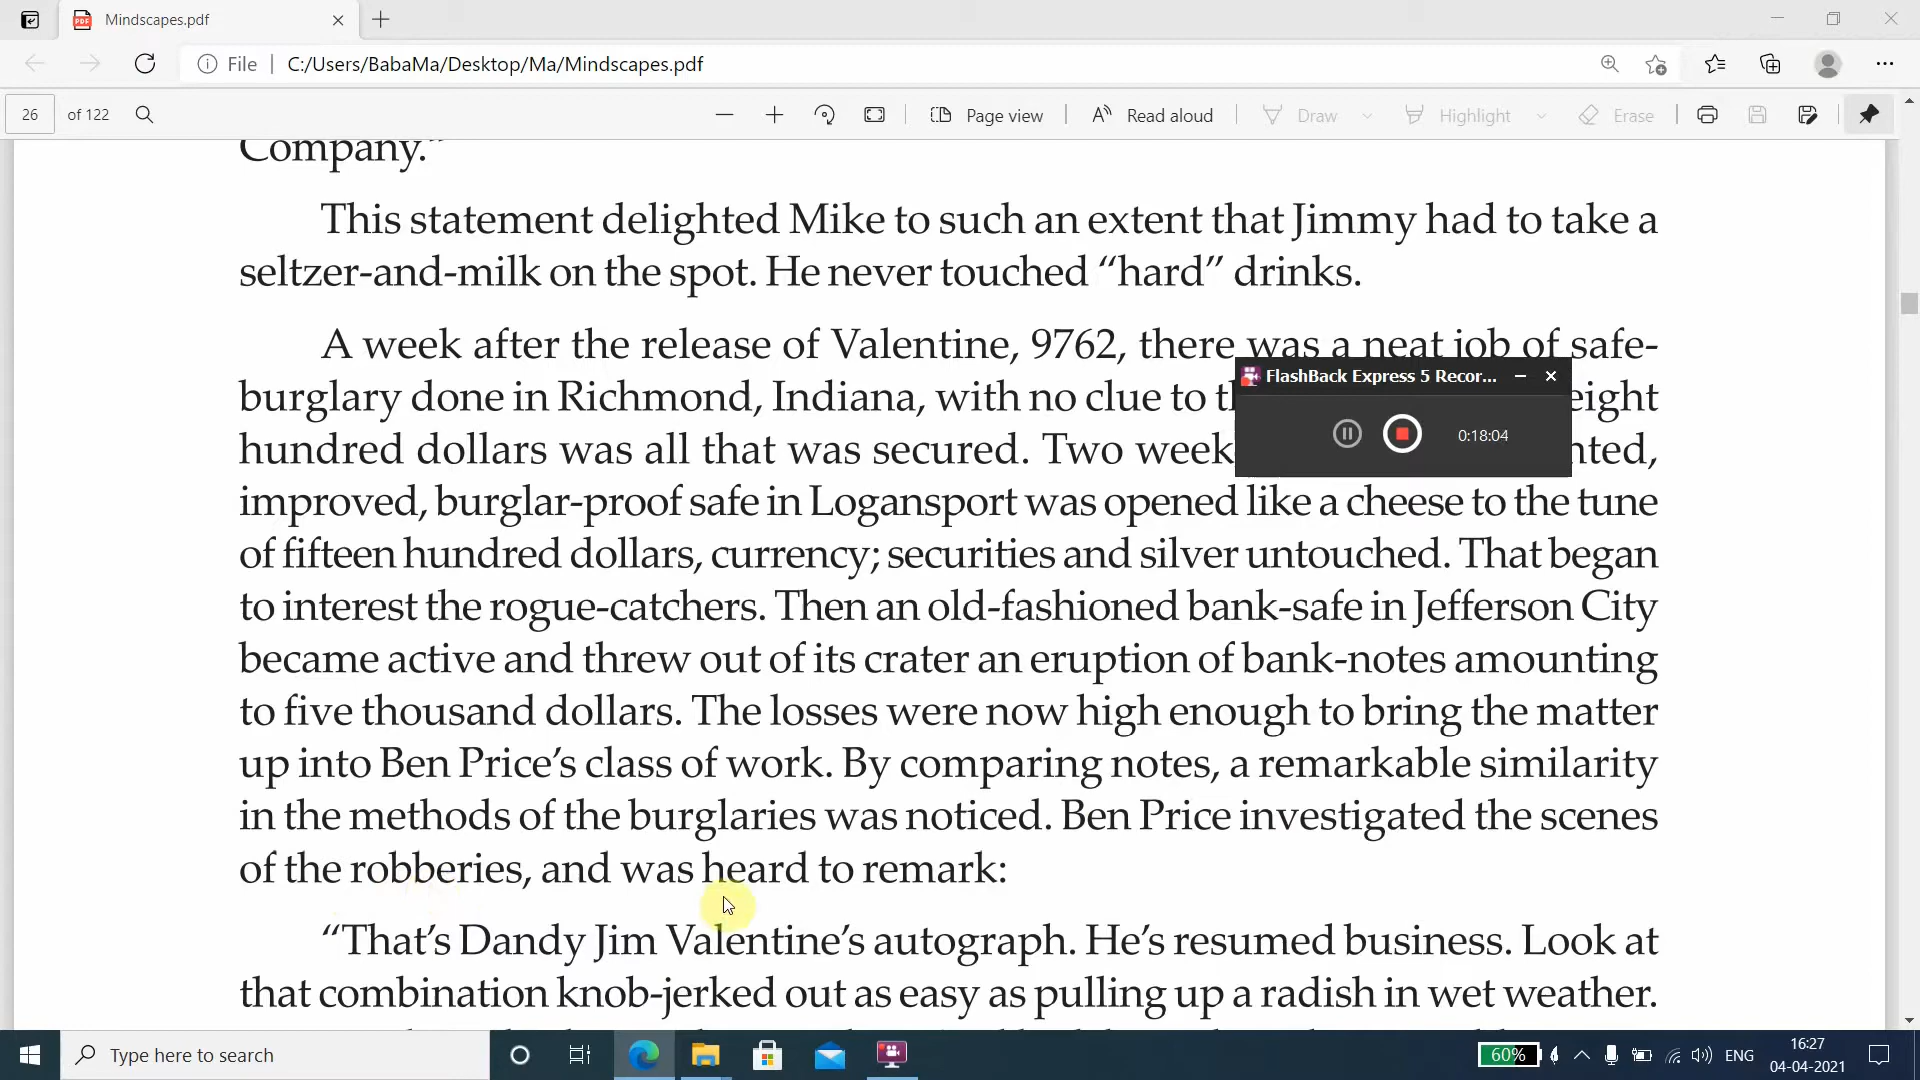 Mindscapes.pdf
File
C:/Users/BabaMa/Desktop/Ma/Mindscapes.pdf
26 of 122
Page view
Read aloud
Draw
Highlight
Erase
Company."
This statement delighted Mike to such an extent that Jimmy had to take a
seltzer-and-milk on the spot. He never touched “hard” drinks.
A week after the release of Valentine, 9762, there was a neat job of safe-
burglary done in Richmond, Indiana, with no clue to eight
hundred dollars was all that was secured. Two
improved, burglar-proof safe in Logansport was opened like a cheese to the tune
of fifteen hundred dollars, currency; securities and silver untouched. That began
to interest the rogue-catchers. Then an old-fashioned bank-safe in Jefferson City
became active and threw out of its crater an eruption of bank-notes amounting
to five thousand dollars. The losses were now high enough to bring the matter
up into Ben Price’s class of work. By comparing notes, a remarkable similarity
in the methods of the burglaries was noticed. Ben Price investigated the scenes
of the robberies, and was heard to remark:
“That’s Dandy Jim Valentine’s autograph. He’s resumed business. Look at
that combination knob-jerked out as easy as pulling up a radish in wet weather.
FlashBack Express 5 Recor...
0:18:04
Type here to search
60%
ENG
16:27
04-04-2021